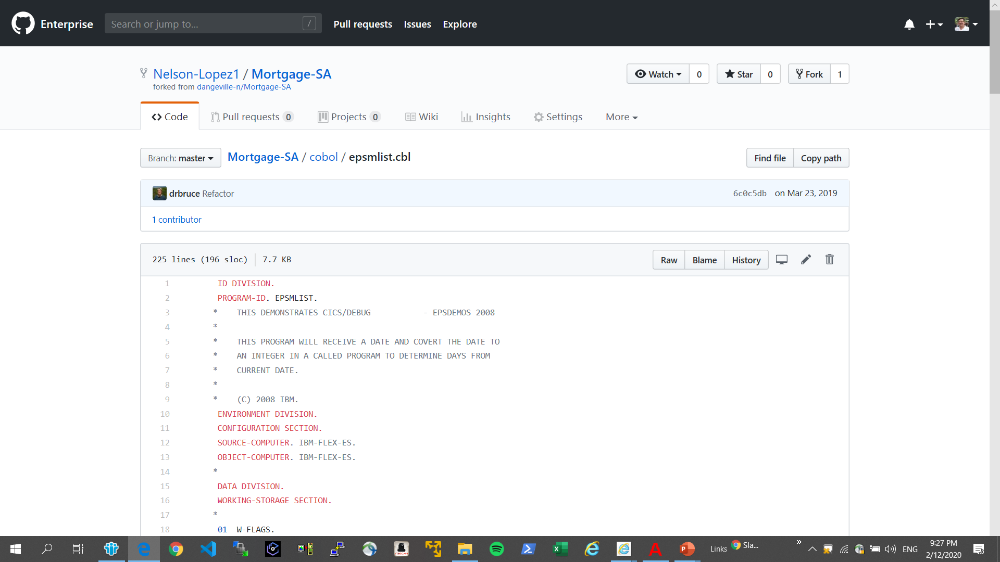 Enterprise Search or jump to... / Pull requests Issues Explore
Nelson-Lopez1 / Mortgage-SA Watch 0 Star 0 Fork 1
forked from dangeville-n/Mortgage-SA
Code Pull requests 0 Projects 0 Wiki Insights Settings More
Branch: master Mortgage-SA / cobol / epsmlist.cbl Find file Copy path
drbruce Refactor 6c0c5db on Mar 23, 2019
1 contributor
225 lines (196 sloc) 7.7 KB Raw Blame History
1 ID DIVISION.
2 PROGRAM-ID. EPSMLIST.
3 * THIS DEMONSTRATES CICS/DEBUG - EPSDEMOS 2008
4 *
5 * THIS PROGRAM WILL RECEIVE A DATE AND COVERT THE DATE TO
6 * AN INTEGER IN A CALLED PROGRAM TO DETERMINE DAYS FROM
7 * CURRENT DATE.
8 *
9 * (C) 2008 IBM.
10 ENVIRONMENT DIVISION.
11 CONFIGURATION SECTION.
12 SOURCE-COMPUTER. IBM-FLEX-ES.
13 OBJECT-COMPUTER. IBM-FLEX-ES.
14 *
15 DATA DIVISION.
16 WORKING-STORAGE SECTION.
17 *
18 01 W-FLAGS.
Links Sla... » ENG 9:27 PM
2/12/2020